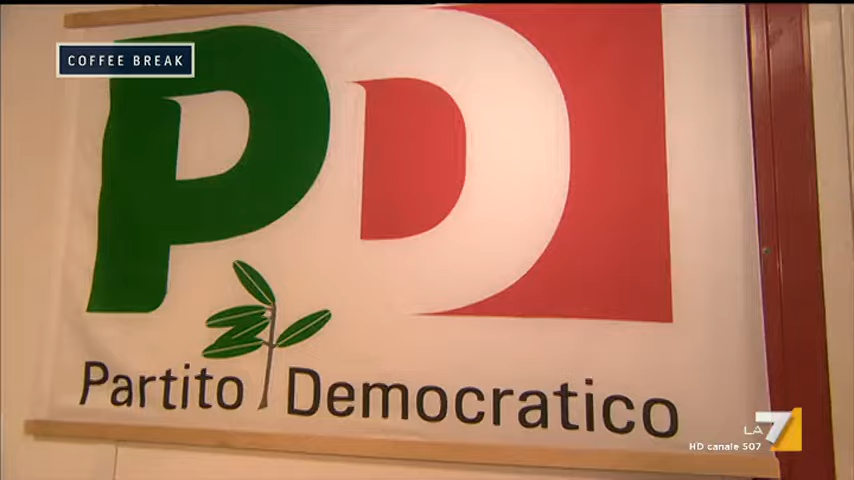 COFFEE BREAK
PD
Partito Democratico
LA7
HD canale 507